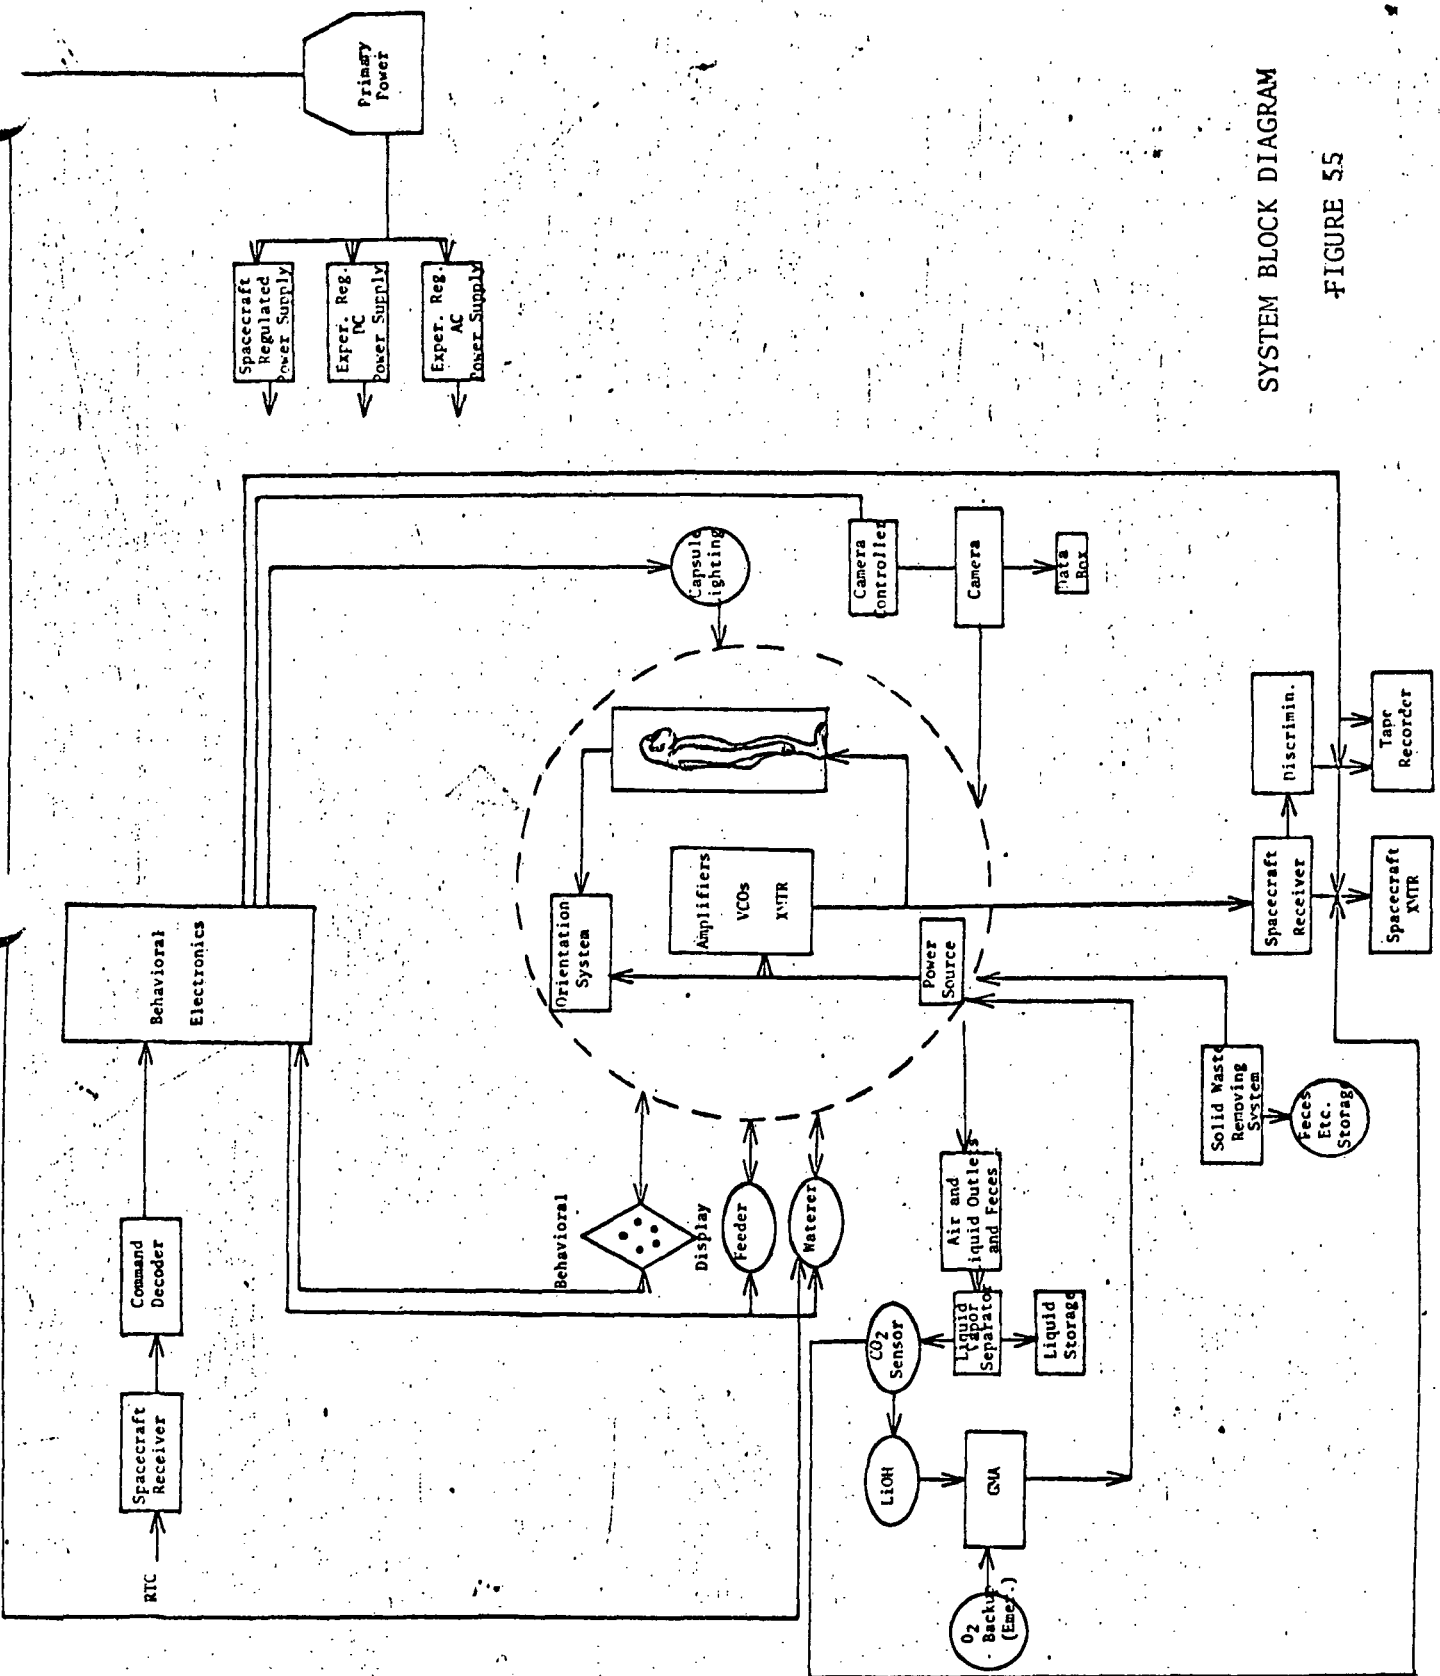 RTC
Spacecraft
Receiver
Command
Decoder
Behavioral
Electronics
Spacecraft
Regulated
Power Supply
Exper. Reg.
DC
Power Supply
Exper. Reg.
AC
Power Supply
Primary
Power
Behavioral
Display
Feeder
Waterer
Orientation
System
Amplifiers
VCOs
XMTR
Power
Source
Capsule
Lighting
Camera
Controller
Camera
Data
Box
CO2
Sensor
LiOH
GMA
O2
Backup
(Emer.)
Air and
Liquid Outlets
and Feces
Liquid
Vapor
Separator
Liquid
Storage
Solid Waste
Removing
System
Feces
Etc.
Storage
Spacecraft
Receiver
Discrimin.
Spacecraft
XMTR
Tape
Recorder
SYSTEM BLOCK DIAGRAM
FIGURE 55